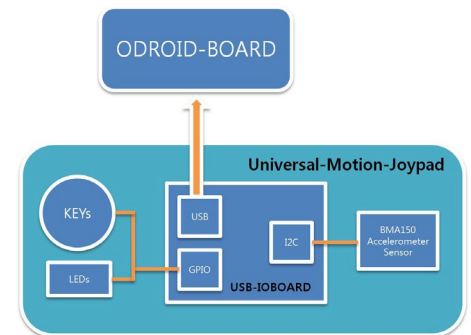 ODROID-BOARD
Universal-Motion-Joypad
KEYs
USB
BMA150
Accelerometer
Sensor
I2C
LEDs
GPIO
USB-IOBOARD